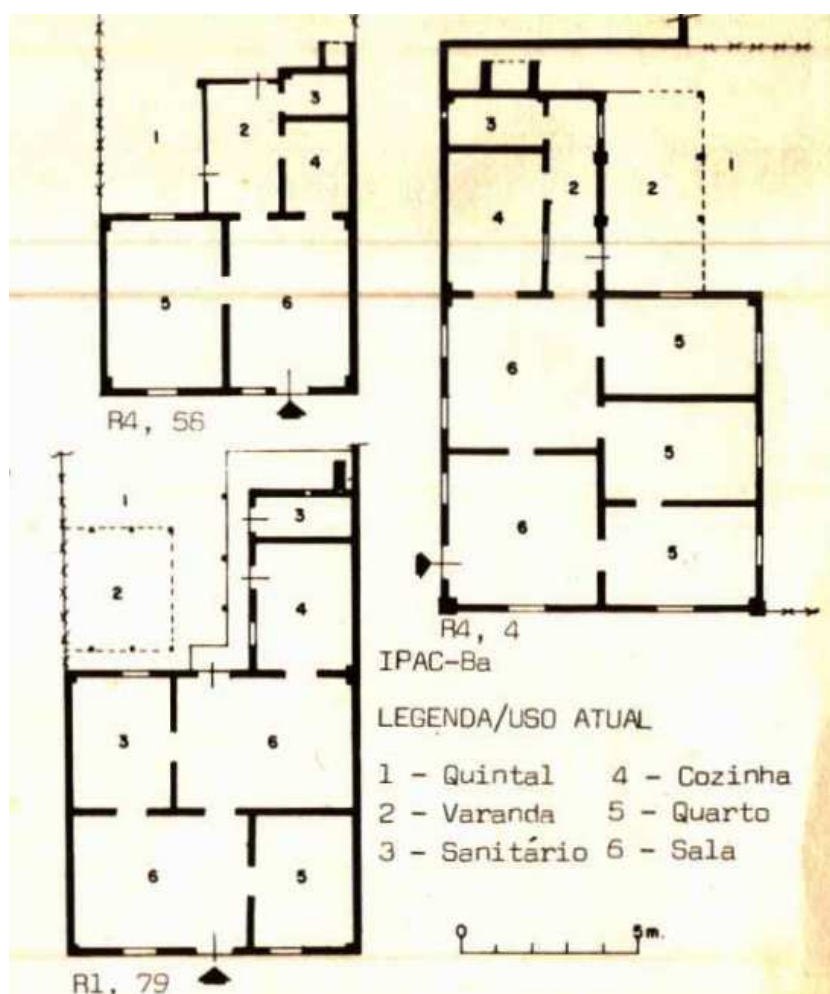 3
1 2
4
5 6
R4, 56
3
2 2 1
4
6 5
5
6
5
R4, 4
1 3
2 4
3 6
6 5
R1, 79
IPAC-Ba
LEGENDA/USO ATUAL
1 - Quintal 4 - Cozinha
2 - Varanda 5 - Quarto
3 - Sanitário 6 - Sala
0 5m.